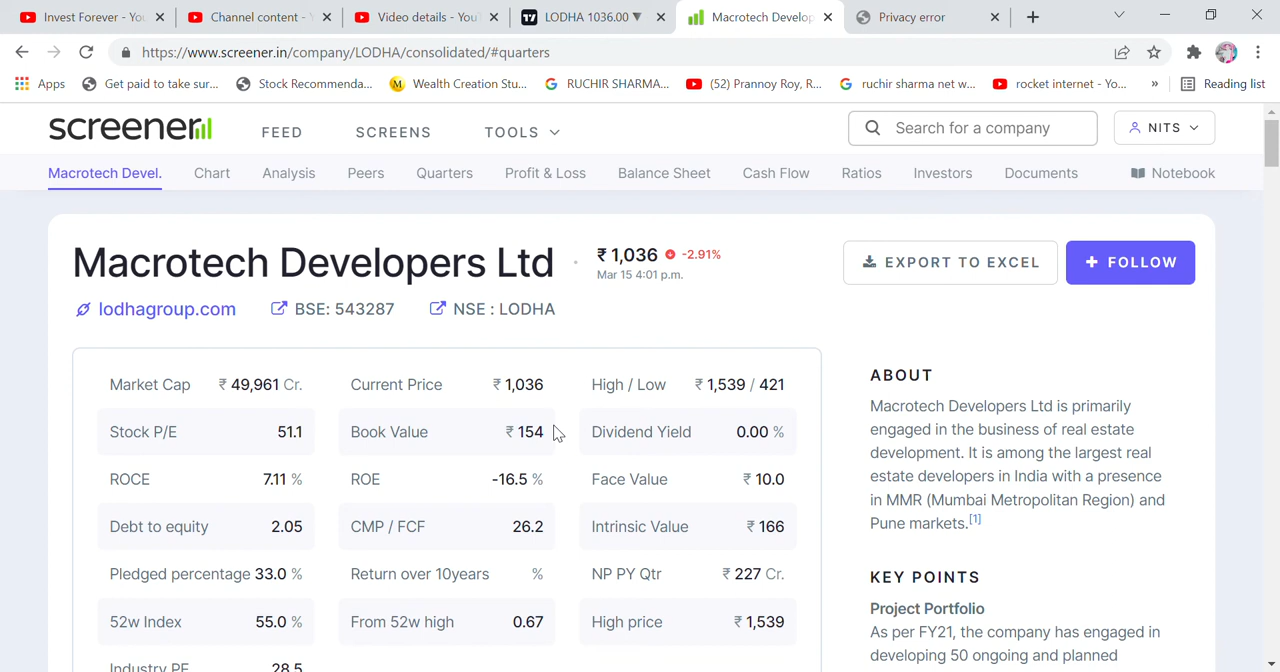 Invest Forever - You
Channel content -
Video details - You
LODHA 1036.00 ▼
Macrotech Develop
Privacy error
https://www.screener.in/company/LODHA/consolidated/#quarters
Apps
Get paid to take sur...
Stock Recommenda...
M
Wealth Creation Stu...
G
RUCHIR SHARMA...
(52) Prannoy Roy, R...
G
ruchir sharma net w...
rocket internet - Yo...
»
Reading list
screener
FEED
SCREENS
TOOLS
Search for a company
NITS
Macrotech Devel.
Chart
Analysis
Peers
Quarters
Profit & Loss
Balance Sheet
Cash Flow
Ratios
Investors
Documents
Notebook
Macrotech Developers Ltd
₹ 1,036
-2.91%
Mar 15 4:01 p.m.
EXPORT TO EXCEL
+ FOLLOW
lodhagroup.com
BSE: 543287
NSE : LODHA
Market Cap ₹ 49,961 Cr.
Current Price ₹ 1,036
High / Low ₹ 1,539 / 421
Stock P/E 51.1
Book Value ₹ 154
Dividend Yield 0.00 %
ROCE 7.11 %
ROE -16.5 %
Face Value ₹ 10.0
Debt to equity 2.05
CMP / FCF 26.2
Intrinsic Value ₹ 166
Pledged percentage 33.0 %
Return over 10years %
NP PY Qtr ₹ 227 Cr.
52w Index 55.0 %
From 52w high 0.67
High price ₹ 1,539
Industry PE 28.5
ABOUT
Macrotech Developers Ltd is primarily
engaged in the business of real estate
development. It is among the largest real
estate developers in India with a presence
in MMR (Mumbai Metropolitan Region) and
Pune markets.[1]
KEY POINTS
Project Portfolio
As per FY21, the company has engaged in
developing 50 ongoing and planned